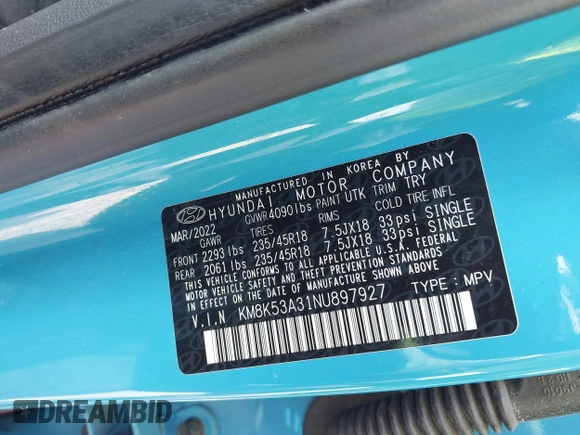 MANUFACTURED IN KOREA BY
HYUNDAI MOTOR COMPANY
MAR/2022 GVWR 4090lbs PAINT UTK TRIM TRY
GAWR TIRES RIMS COLD TIRE INFL
FRONT 2293 lbs 235/45R18 7.5JX18 33psi SINGLE
REAR 2061 lbs 235/45R18 7.5JX18 33psi SINGLE
THIS VEHICLE CONFORMS TO ALL APPLICABLE U.S.A. FEDERAL
MOTOR VEHICLE SAFETY AND THEFT PREVENTION STANDARDS
IN EFFECT ON THE DATE OF MANUFACTURE SHOWN ABOVE.
V.I.N KM8K53A31NU897927 TYPE : MPV
DREAMBID